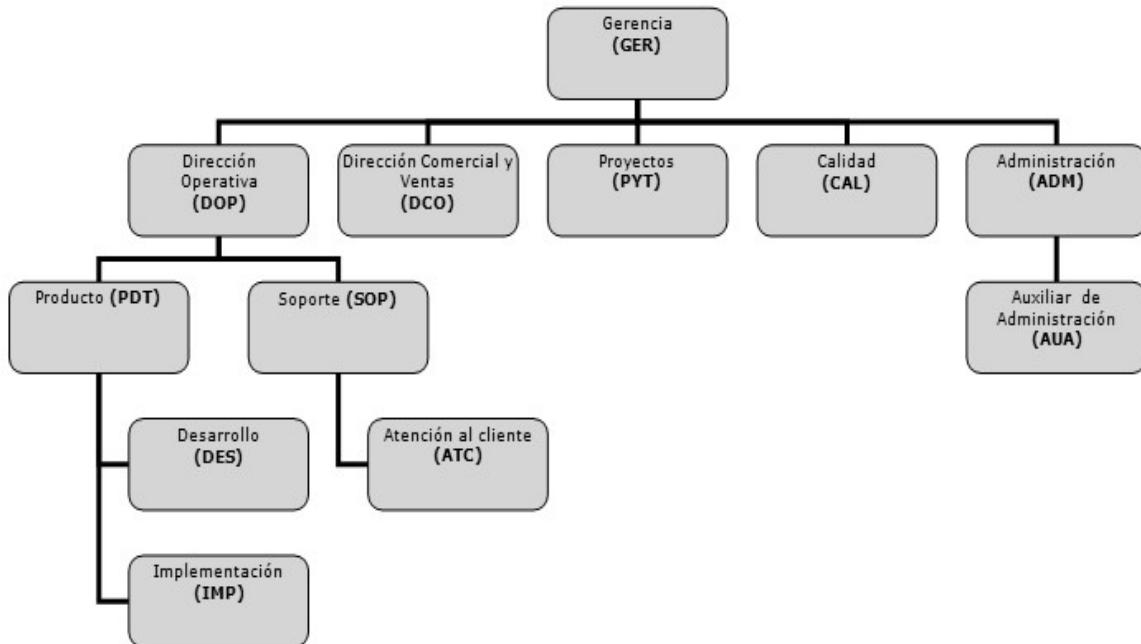 Gerencia
(GER)
Dirección
Operativa
(DOP)
Dirección Comercial y
Ventas
(DCO)
Proyectos
(PYT)
Calidad
(CAL)
Administración
(ADM)
Producto (PDT)
Soporte (SOP)
Auxiliar de
Administración
(AUA)
Desarrollo
(DES)
Atención al cliente
(ATC)
Implementación
(IMP)